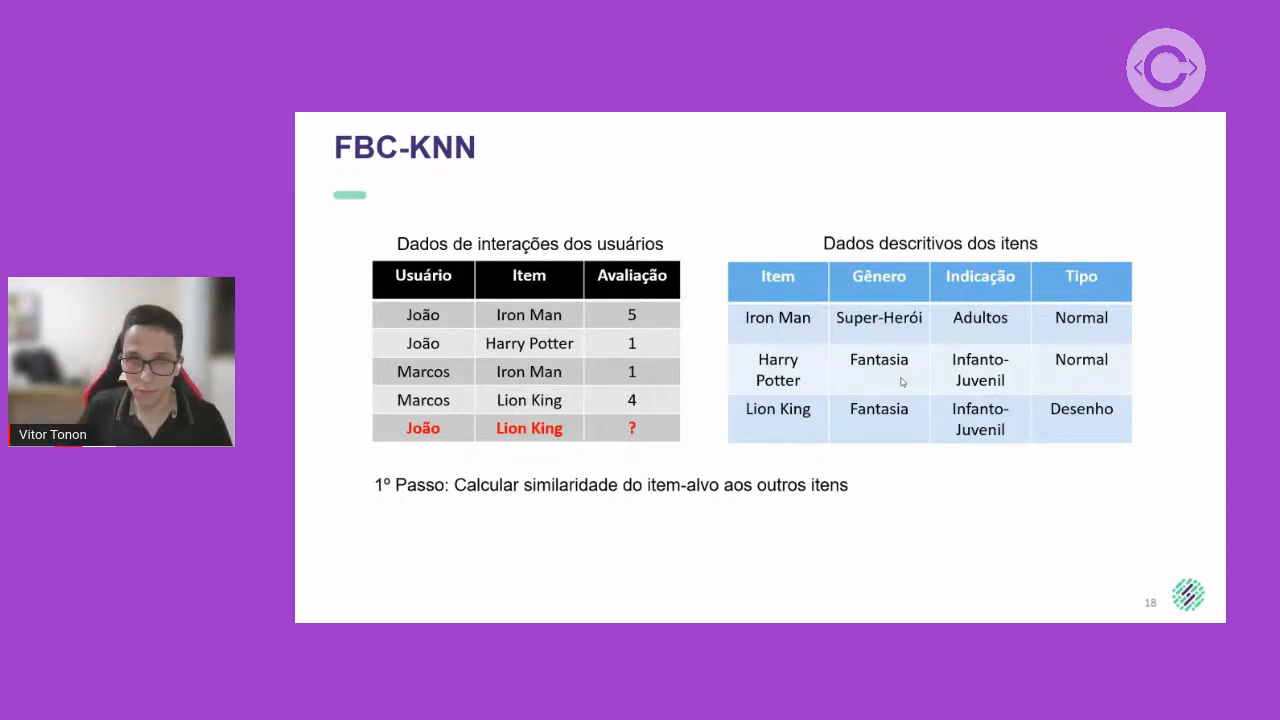 FBC-KNN
Dados de interações dos usuários
Usuário Item Avaliação
João Iron Man 5
João Harry Potter 1
Marcos Iron Man 1
Marcos Lion King 4
João Lion King ?
Dados descritivos dos itens
Item Gênero Indicação Tipo
Iron Man Super-Herói Adultos Normal
Harry Fantasia Infanto- Normal
Potter Juvenil
Lion King Fantasia Infanto- Desenho
Juvenil
1º Passo: Calcular similaridade do item-alvo aos outros itens
18
Vitor Tonon